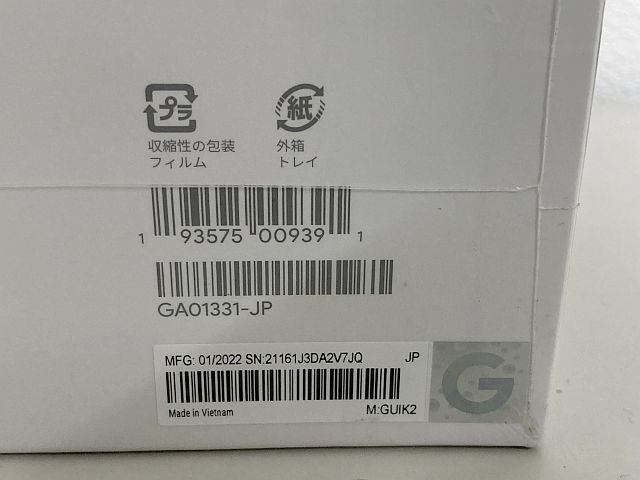 プラ
紙
収縮性の包装
フィルム
外箱
トレイ
1 93575 00939 1
GA01331-JP
MFG: 01/2022 SN:21161J3DA2V7JQ JP
Made in Vietnam M:GUIK2
G